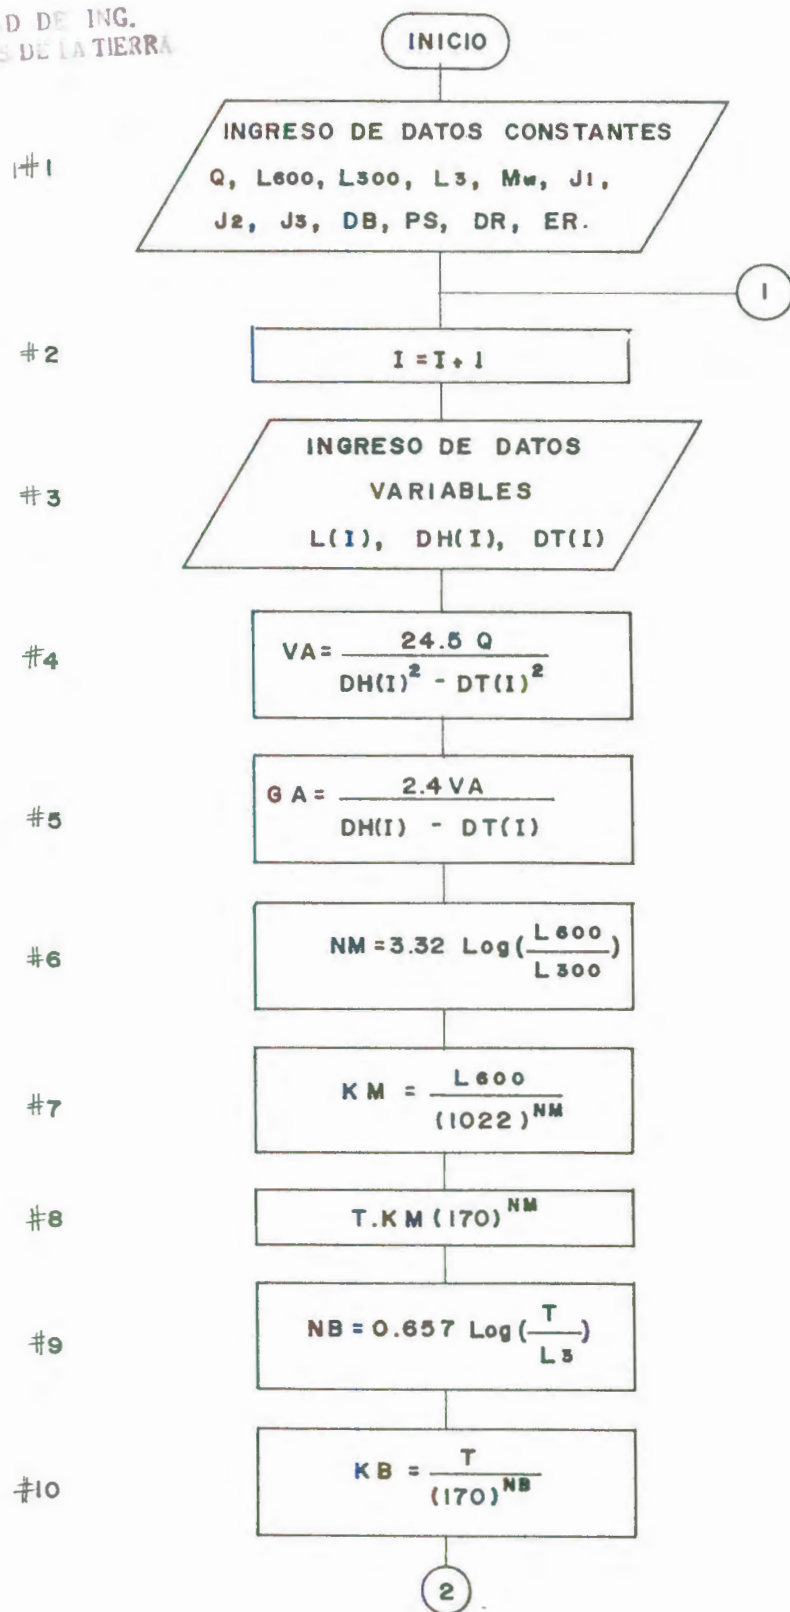 D DE ING.
S DE LA TIERRA
INICIO
#1
INGRESO DE DATOS CONSTANTES
Q, L600, L300, L3, Mw, J1,
J2, J3, DB, PS, DR, ER.
1
#2
I = I + 1
#3
INGRESO DE DATOS
VARIABLES
L(I), DH(I), DT(I)
#4
VA = 24.5 Q / DH(I)² - DT(I)²
#5
GA = 2.4 VA / DH(I) - DT(I)
#6
NM = 3.32 Log (L600 / L300)
#7
KM = L600 / (1022)^NM
#8
T.KM (170)^NM
#9
NB = 0.657 Log (T / L3)
#10
KB = T / (170)^NB
2